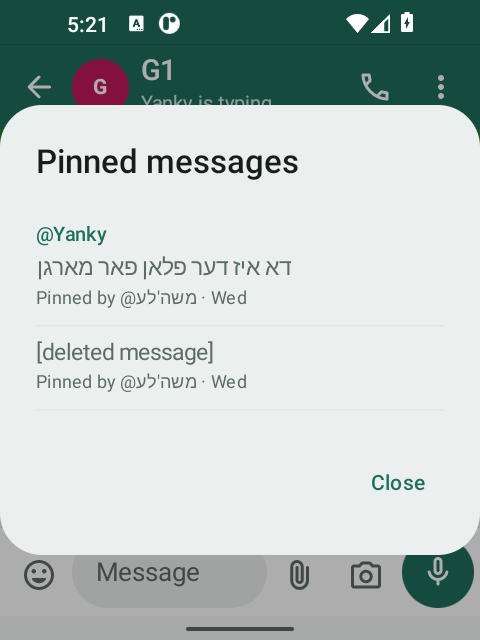 5:21
G1
G
Yanky is typing
Pinned messages
@Yanky
דא איז דער פלאן פאר מארגן
Pinned by @משה'לע · Wed
[deleted message]
Pinned by @משה'לע · Wed
Close
Message